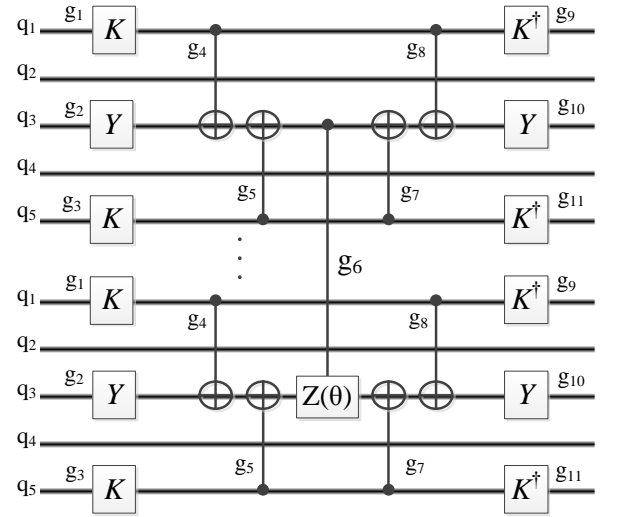 q₁ g₁ K g₄ g₈ K† g₉
q₂
q₃ g₂ Y Y g₁₀
q₄
q₅ g₃ K g₅ g₇ K† g₁₁
g₆
q₁ g₁ K g₄ g₈ K† g₉
q₂
q₃ g₂ Y Z(θ) Y g₁₀
q₄
q₅ g₃ K g₅ g₇ K† g₁₁